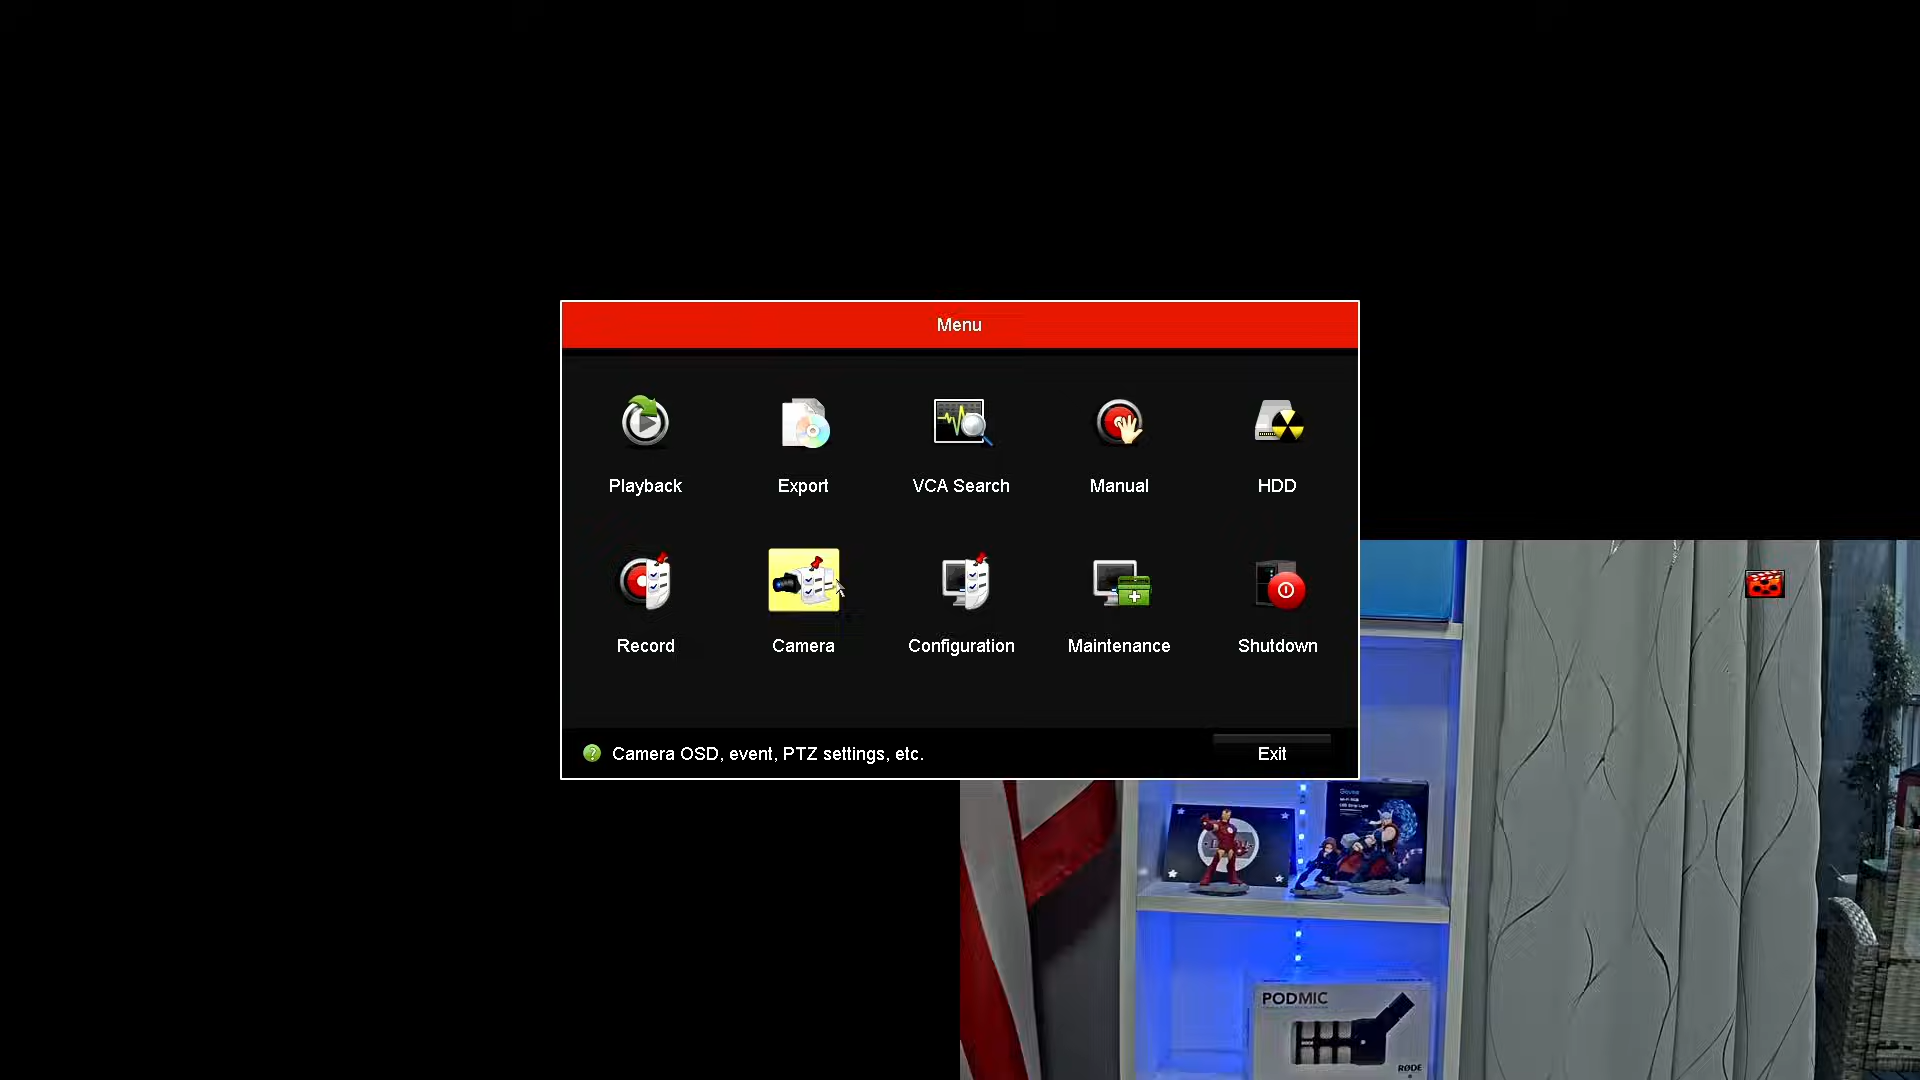 Menu
Playback
Export
VCA Search
Manual
HDD
Record
Camera
Configuration
Maintenance
Shutdown
Camera OSD, event, PTZ settings, etc.
Exit
Govee
PODMIC
RØDE